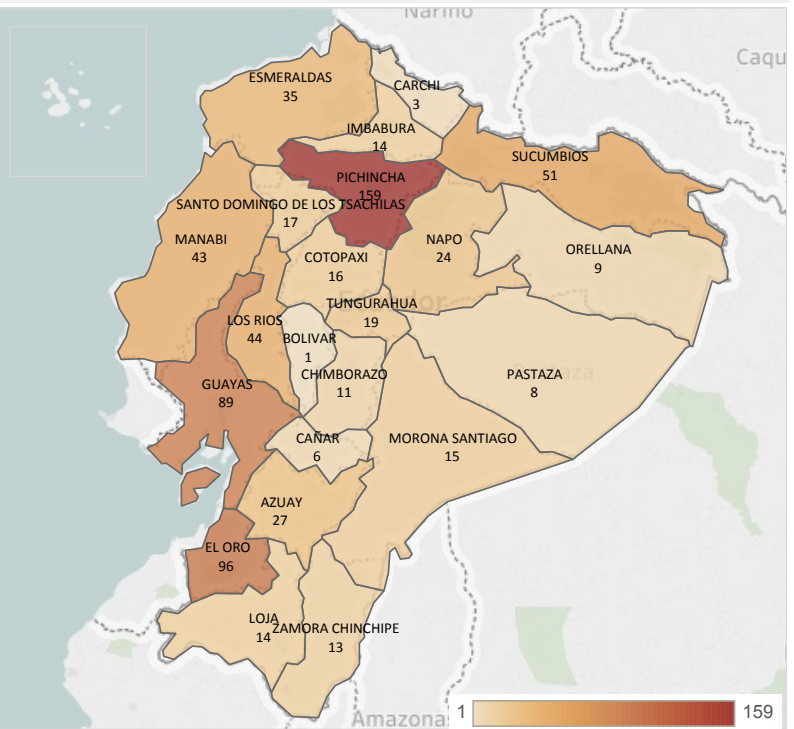 Nariño
Caqu
ESMERALDAS
35
CARCHI
3
IMBABURA
14
SUCUMBIOS
51
PICHINCHA
159
SANTO DOMINGO DE LOS TSACHILAS
17
MANABI
43
NAPO
24
ORELLANA
9
COTOPAXI
16
Ecuador
TUNGURAHUA
19
LOS RIOS
44
BOLIVAR
1
CHIMBORAZO
11
PASTAZA
8
GUAYAS
89
CAÑAR
6
MORONA SANTIAGO
15
AZUAY
27
EL ORO
96
LOJA
14
ZAMORA CHINCHIPE
13
Amazonas
1
159